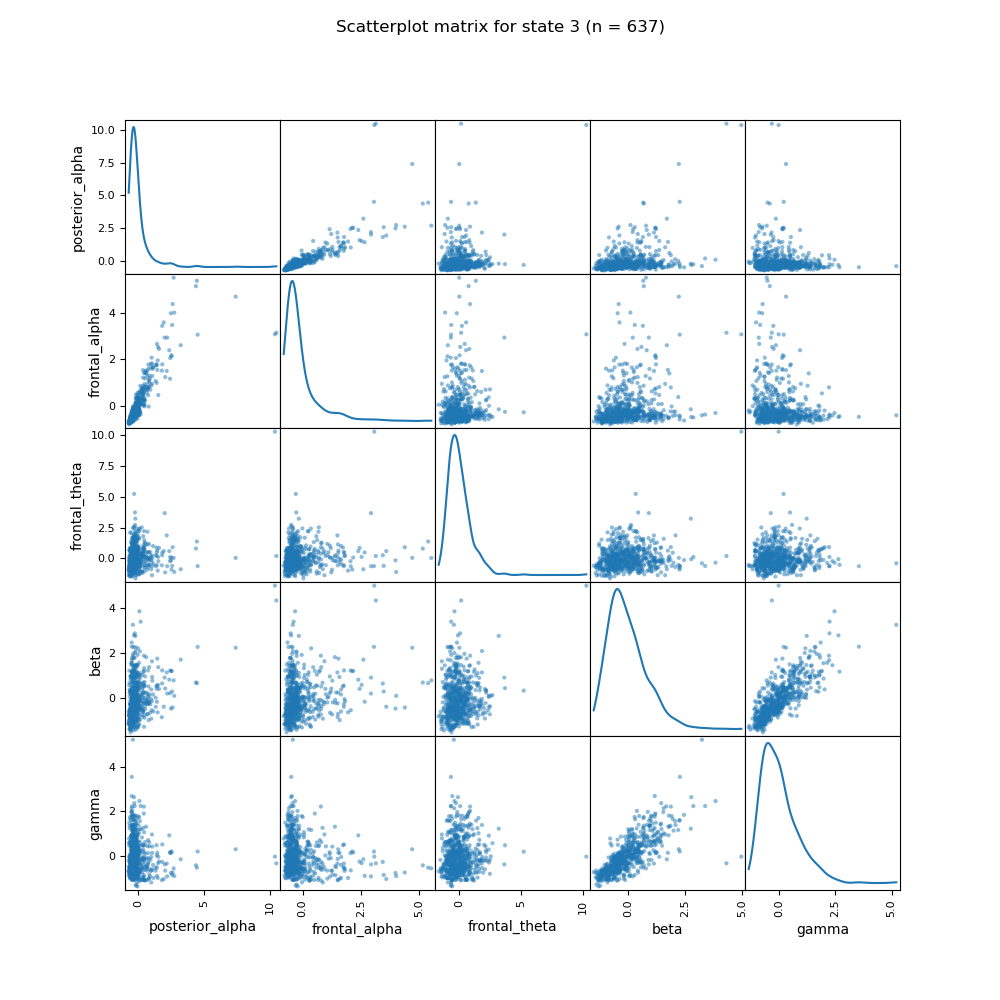 Scatterplot matrix for state 3 (n = 637)
posterior_alpha
10.0
7.5
5.0
2.5
0.0
frontal_alpha
4
2
0
frontal_theta
10.0
7.5
5.0
2.5
0.0
beta
4
2
0
gamma
4
2
0
0 5 10 0.0 2.5 5.0 0 5 10 0.0 2.5 5.0 0.0 2.5 5.0
posterior_alpha frontal_alpha frontal_theta beta gamma